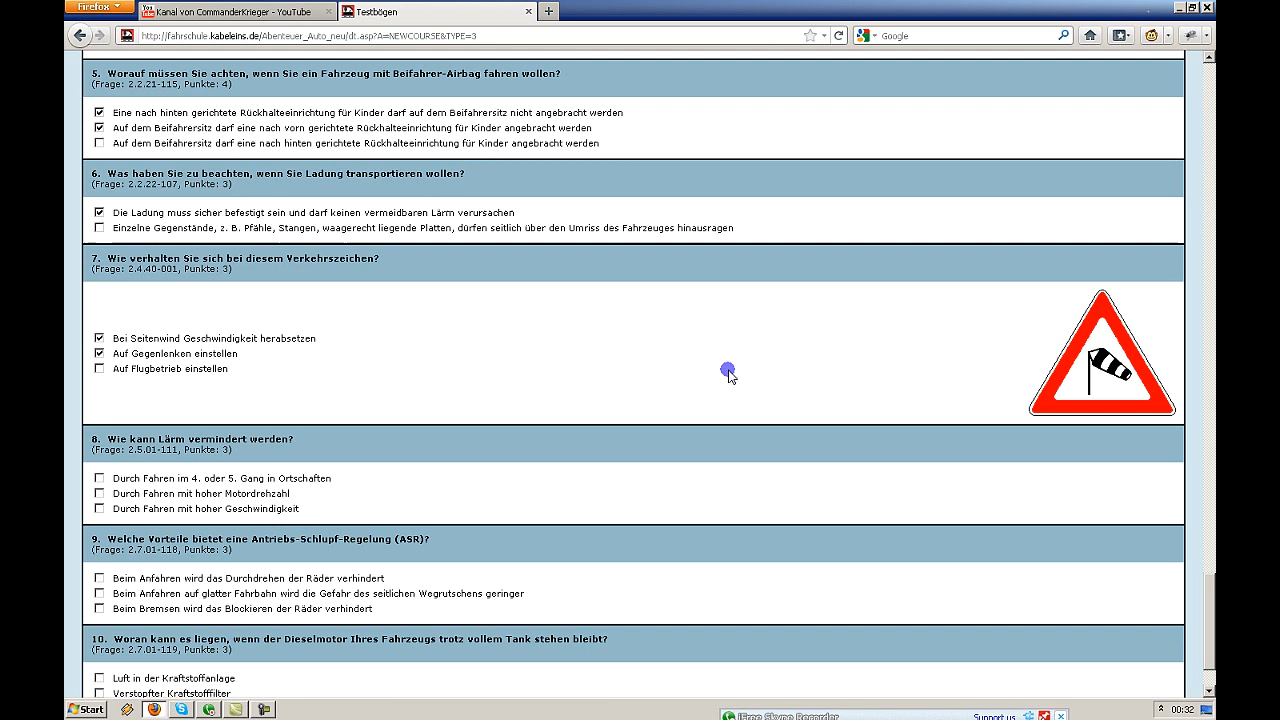 Firefox
Kanal von CommanderKrieger - YouTube
Testbögen
http://fahrschule.kabeleins.de/Abenteuer_Auto_neu/dt.asp?A=NEWCOURSE&TYPE=3
Google
5. Worauf müssen Sie achten, wenn Sie ein Fahrzeug mit Beifahrer-Airbag fahren wollen?
(Frage: 2.2.21-115, Punkte: 4)
Eine nach hinten gerichtete Rückhalteeinrichtung für Kinder darf auf dem Beifahrersitz nicht angebracht werden
Auf dem Beifahrersitz darf eine nach vorn gerichtete Rückhalteeinrichtung für Kinder angebracht werden
Auf dem Beifahrersitz darf eine nach hinten gerichtete Rückhalteeinrichtung für Kinder angebracht werden
6. Was haben Sie zu beachten, wenn Sie Ladung transportieren wollen?
(Frage: 2.2.22-107, Punkte: 3)
Die Ladung muss sicher befestigt sein und darf keinen vermeidbaren Lärm verursachen
Einzelne Gegenstände, z. B. Pfähle, Stangen, waagerecht liegende Platten, dürfen seitlich über den Umriss des Fahrzeuges hinausragen
7. Wie verhalten Sie sich bei diesem Verkehrszeichen?
(Frage: 2.4.40-001, Punkte: 3)
Bei Seitenwind Geschwindigkeit herabsetzen
Auf Gegenlenken einstellen
Auf Flugbetrieb einstellen
8. Wie kann Lärm vermindert werden?
(Frage: 2.5.01-111, Punkte: 3)
Durch Fahren im 4. oder 5. Gang in Ortschaften
Durch Fahren mit hoher Motordrehzahl
Durch Fahren mit hoher Geschwindigkeit
9. Welche Vorteile bietet eine Antriebs-Schlupf-Regelung (ASR)?
(Frage: 2.7.01-118, Punkte: 3)
Beim Anfahren wird das Durchdrehen der Räder verhindert
Beim Anfahren auf glatter Fahrbahn wird die Gefahr des seitlichen Wegrutschens geringer
Beim Bremsen wird das Blockieren der Räder verhindert
10. Woran kann es liegen, wenn der Dieselmotor Ihres Fahrzeugs trotz vollem Tank stehen bleibt?
(Frage: 2.7.01-119, Punkte: 3)
Luft in der Kraftstoffanlage
Verstopfter Kraftstofffilter
Start
iFree Skype Recorder
Support us
00:32